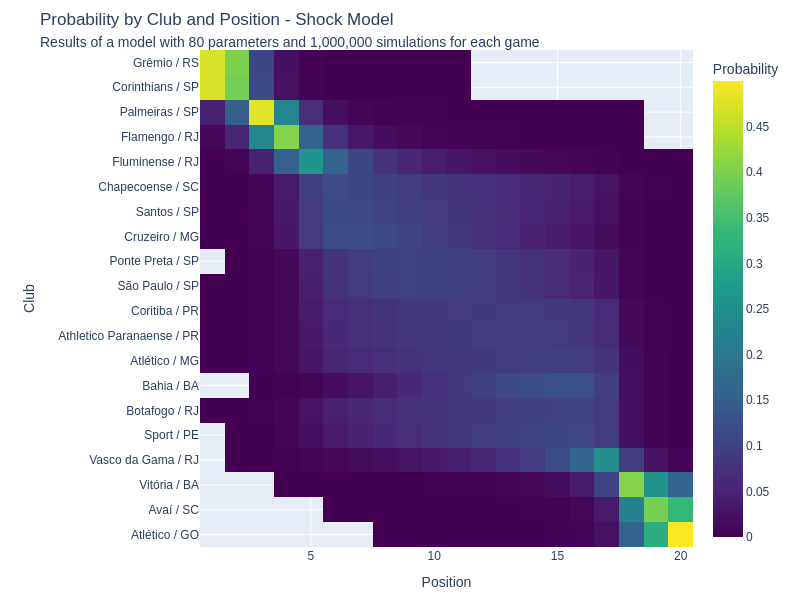 Probability by Club and Position - Shock Model
Results of a model with 80 parameters and 1,000,000 simulations for each game
Probability
Grêmio / RS
Corinthians / SP
Palmeiras / SP
Flamengo / RJ
Fluminense / RJ
Chapecoense / SC
Santos / SP
Cruzeiro / MG
Ponte Preta / SP
São Paulo / SP
Coritiba / PR
Athletico Paranaense / PR
Atlético / MG
Bahia / BA
Botafogo / RJ
Sport / PE
Vasco da Gama / RJ
Vitória / BA
Avaí / SC
Atlético / GO
Club
5
10
15
20
Position
0.45
0.4
0.35
0.3
0.25
0.2
0.15
0.1
0.05
0